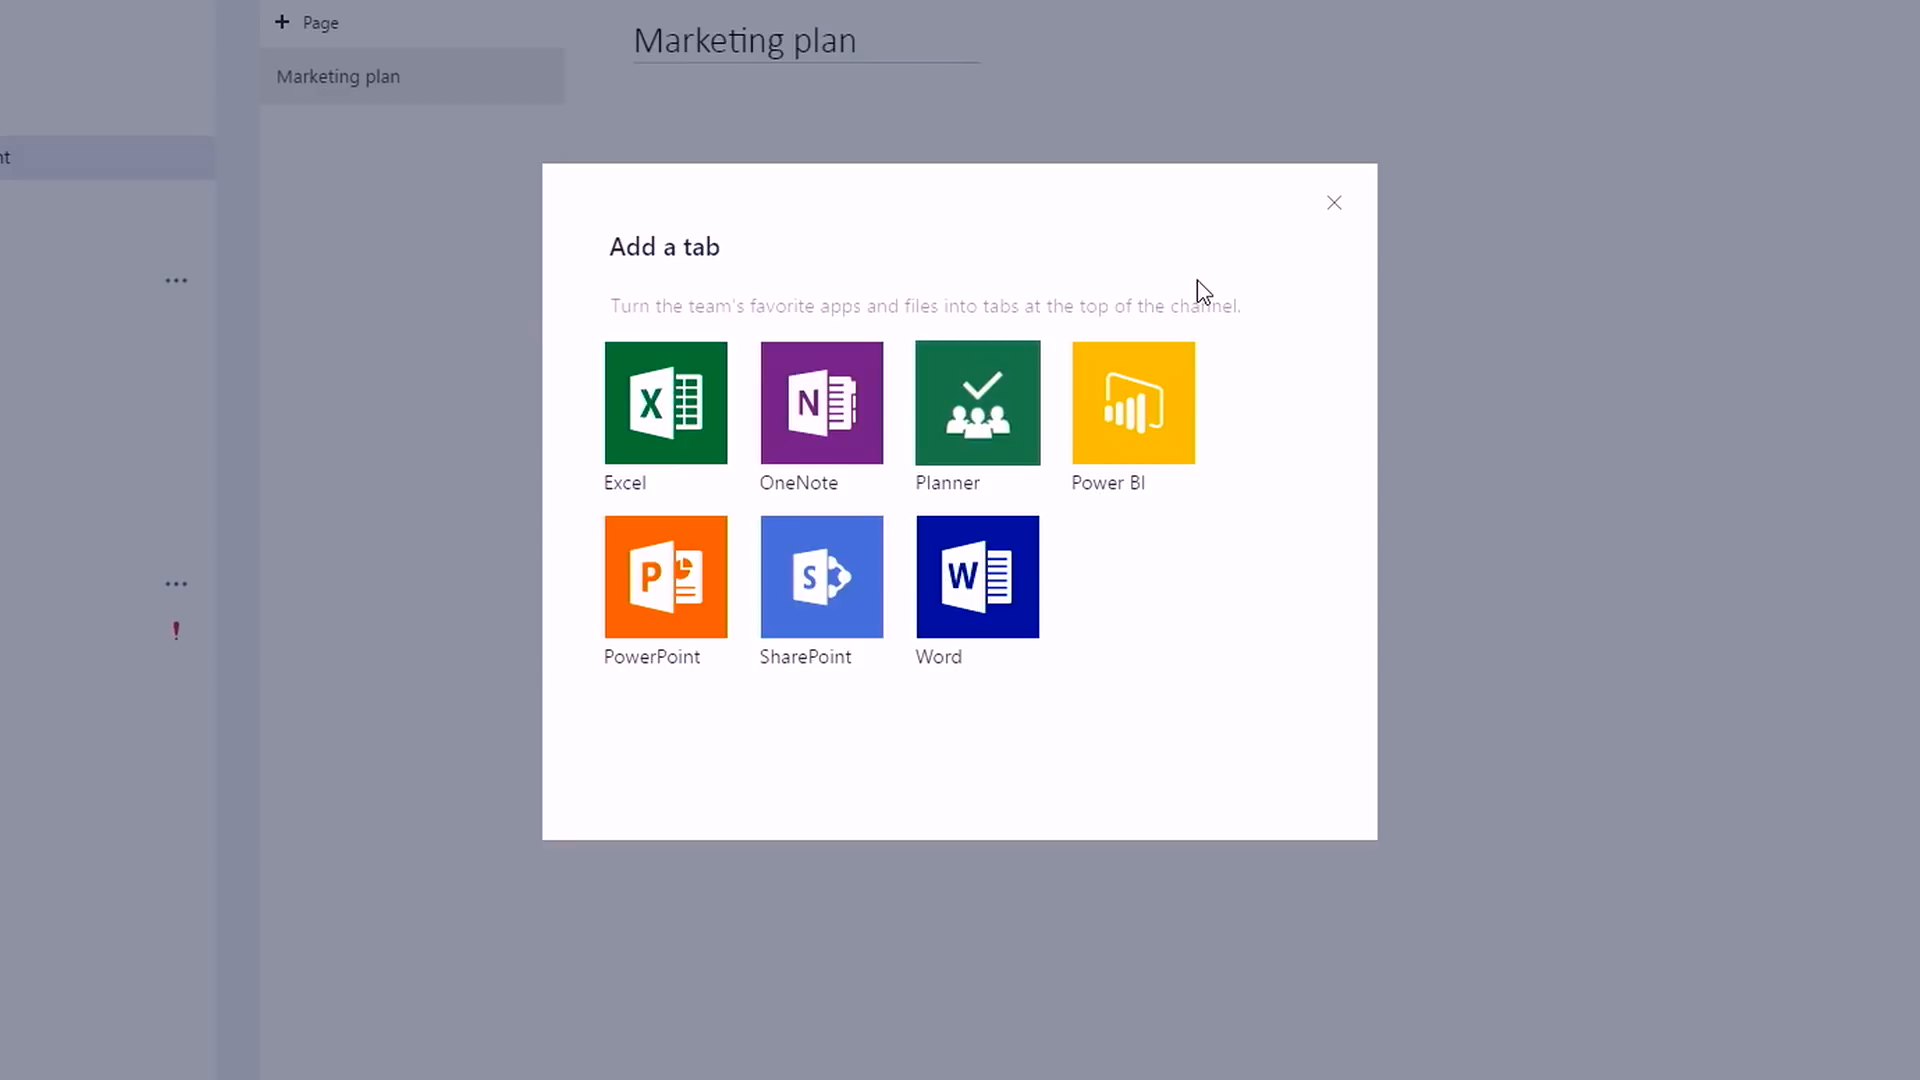 + Page
Marketing plan
Marketing plan
nt
Add a tab
Turn the team's favorite apps and files into tabs at the top of the channel.
X
N
Excel
OneNote
Planner
Power BI
P
S
W
PowerPoint
SharePoint
Word